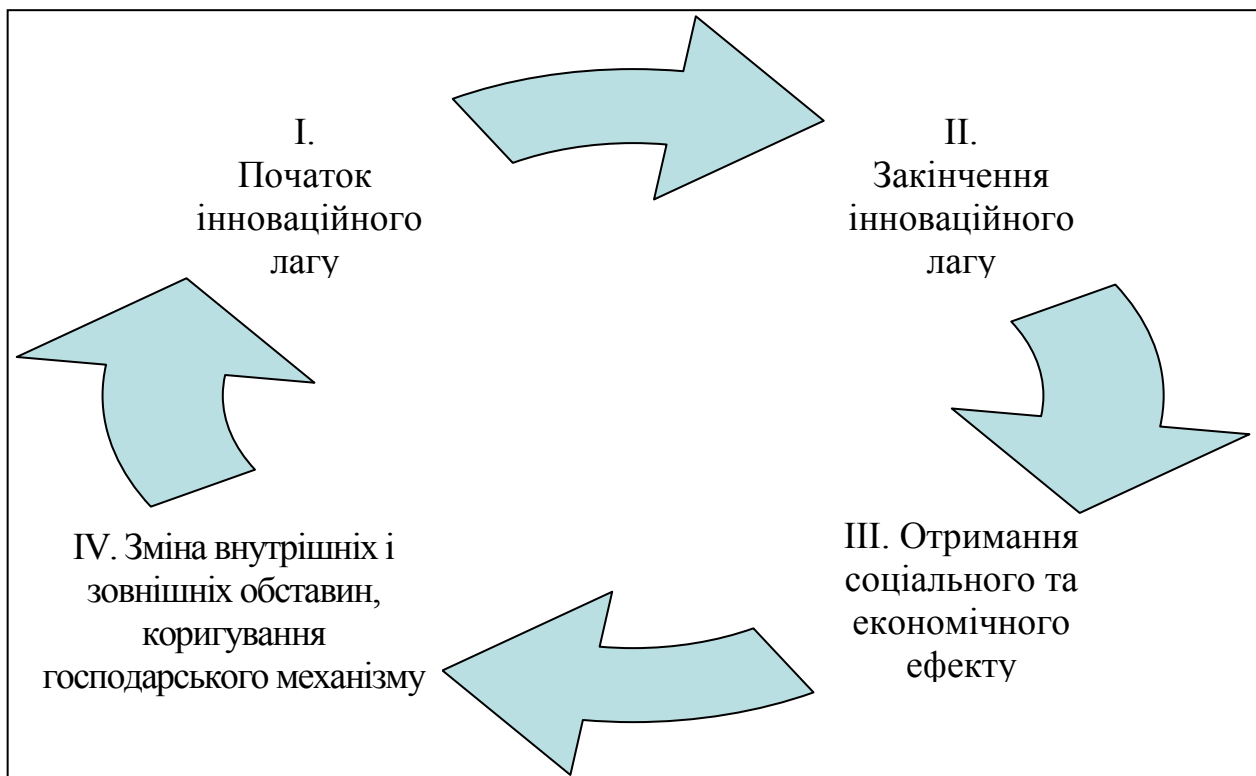 I.
Початок
інноваційного
лагу
II.
Закінчення
інноваційного
лагу
III. Отримання
соціального та
економічного
ефекту
IV. Зміна внутрішніх і
зовнішніх обставин,
коригування
господарського механізму